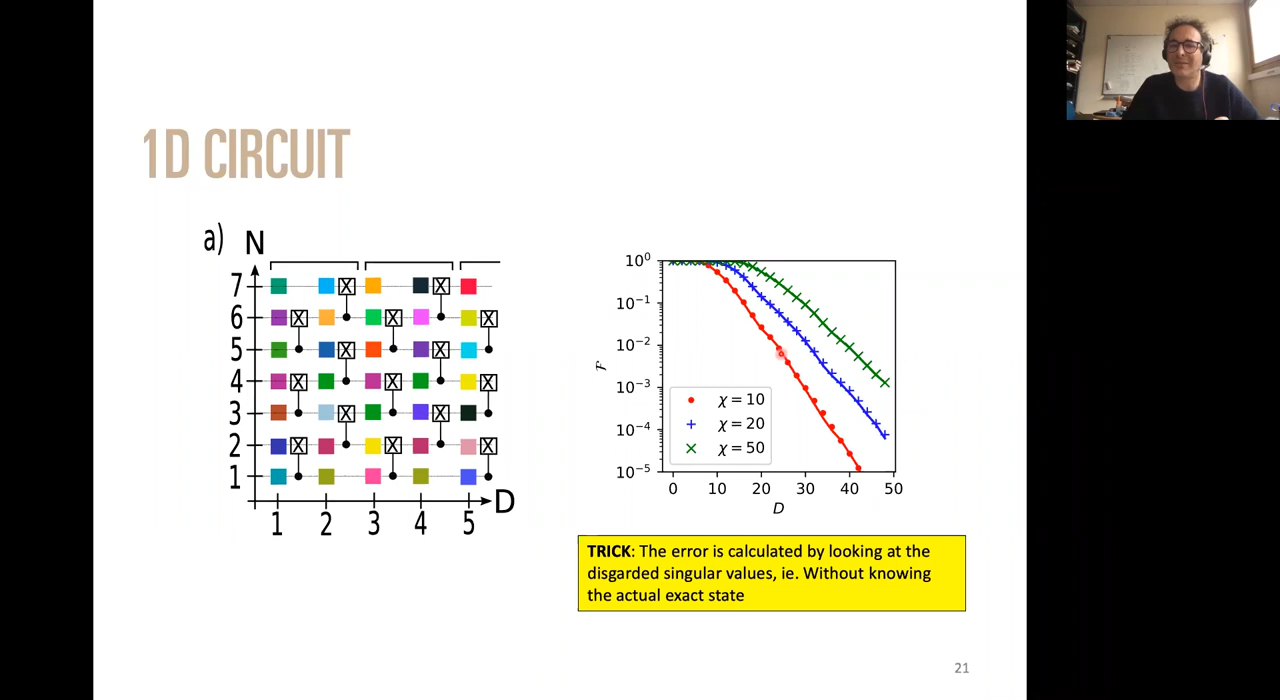 1D CIRCUIT
a)
N
7
6
5
4
3
2
1
X X
X X X
X X
X X X
X X
X X X
1 2 3 4 5
D
10⁰
10⁻¹
10⁻²
10⁻³
10⁻⁴
10⁻⁵
ℱ
χ = 10
χ = 20
χ = 50
0 10 20 30 40 50
D
TRICK: The error is calculated by looking at the
disgarded singular values, ie. Without knowing
the actual exact state
21